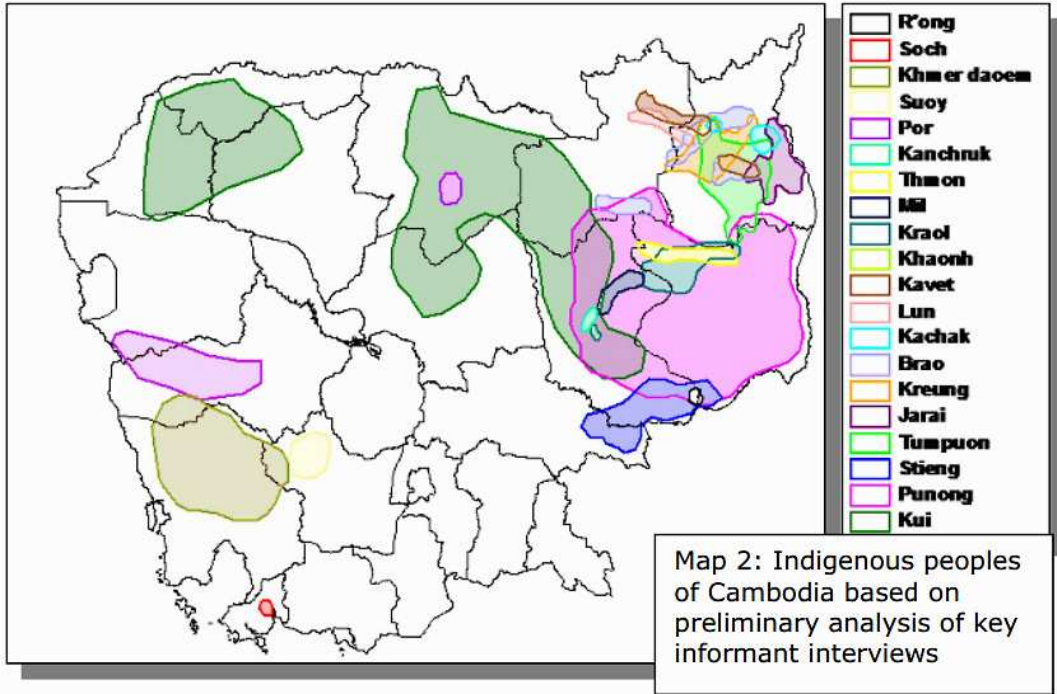 R'ong
Soch
Khmer daoem
Suoy
Por
Kanchruk
Thmon
Mil
Kraol
Khaonh
Kavet
Lun
Kachak
Brao
Kreung
Jarai
Tumpuon
Stieng
Punong
Kui
Map 2: Indigenous peoples
of Cambodia based on
preliminary analysis of key
informant interviews